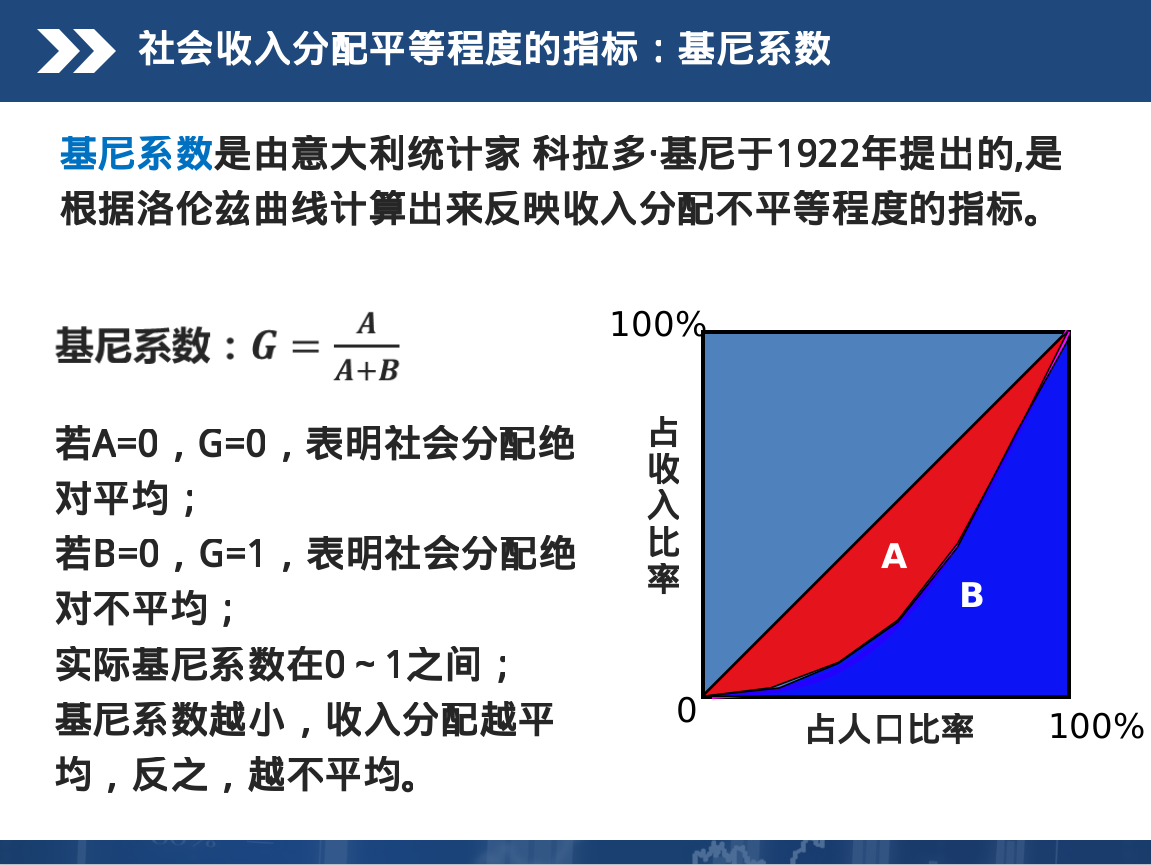 社会收入分配平等程度的指标：基尼系数
基尼系数是由意大利统计家 科拉多·基尼于1922年提出的,是
根据洛伦兹曲线计算出来反映收入分配不平等程度的指标。
基尼系数：G = A/(A+B)
若A=0，G=0，表明社会分配绝
对平均；
若B=0，G=1，表明社会分配绝
对不平均；
实际基尼系数在0～1之间；
基尼系数越小，收入分配越平
均，反之，越不平均。
100%
占收入比率
A
B
0
占人口比率
100%